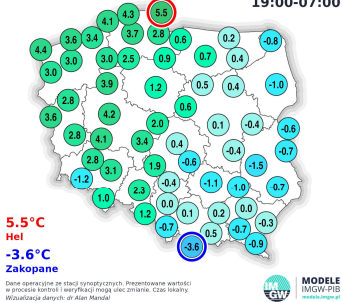 19:00-07:00
4.1 4.3 5.5
4.4 3.6 3.4 3.7 2.8 0.6 0.2 -0.8
3.0 3.0 3.0 2.5 0.9 0.7 0.4
2.8 3.9 1.2 0.5 0.4 -1.0
3.6 4.2 2.0 0.6 0.1 -0.4 -0.6
2.8 4.1 3.4 0.4 -0.4 -0.7
2.8 3.1 1.9 -0.6 -1.5
-1.2 2.3 -0.4 -1.1 1.0 -0.7
1.0 1.2 0.0 0.1 0.2 0.0 -0.3
-0.7 -3.6 0.5 -0.7 -0.9
5.5°C
Hel
-3.6°C
Zakopane
Dane operacyjne ze stacji synoptycznych. Prezentowane wartości
w procesie kontroli i weryfikacji mogą ulec zmianie. Czas lokalny.
Wizualizacja danych: dr Alan Mandal
IM
GW
MODELE
IMGW-PIB
modele.imgw.pl